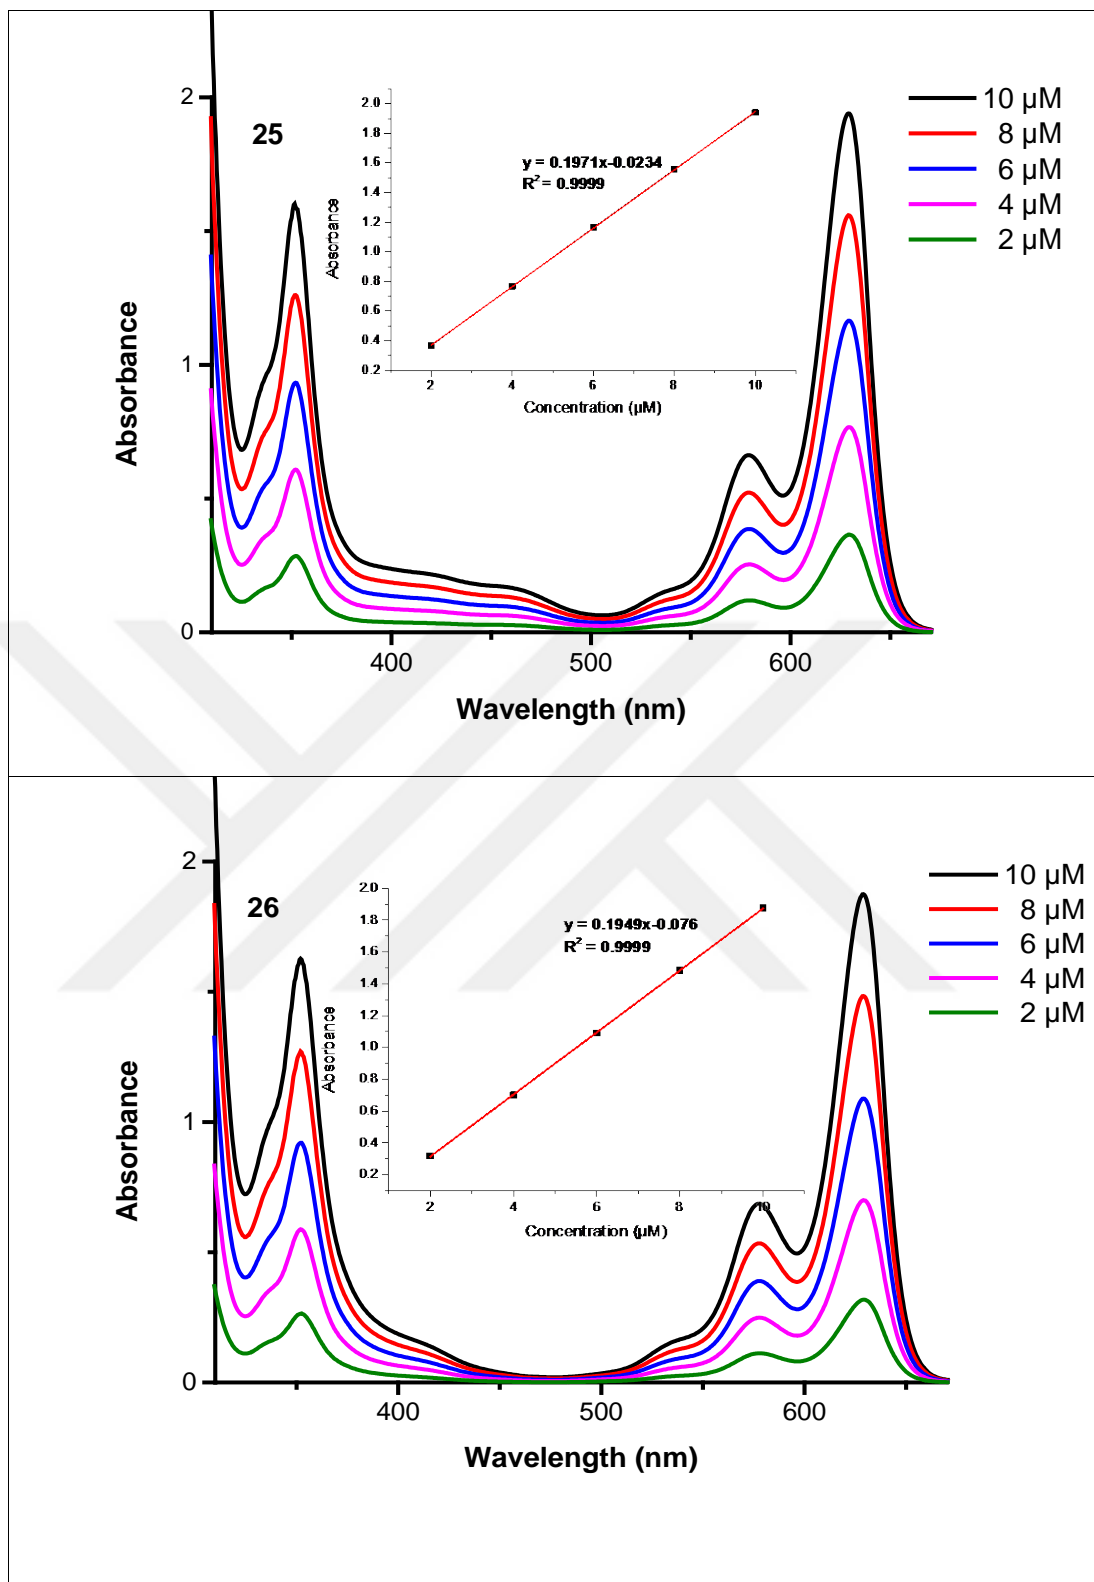 25
10 µM
8 µM
6 µM
4 µM
2 µM
y = 0.1971x-0.0234
R² = 0.9999
2.0
1.8
1.6
1.4
1.2
1.0
0.8
0.6
0.4
0.2
Absorbance
2 4 6 8 10
Concentration (µM)
2
1
0
Absorbance
400 500 600
Wavelength (nm)
26
10 µM
8 µM
6 µM
4 µM
2 µM
y = 0.1949x-0.076
R² = 0.9999
2.0
1.8
1.6
1.4
1.2
1.0
0.8
0.6
0.4
0.2
Absorbance
2 4 6 8 10
Concentration (µM)
2
1
0
Absorbance
400 500 600
Wavelength (nm)